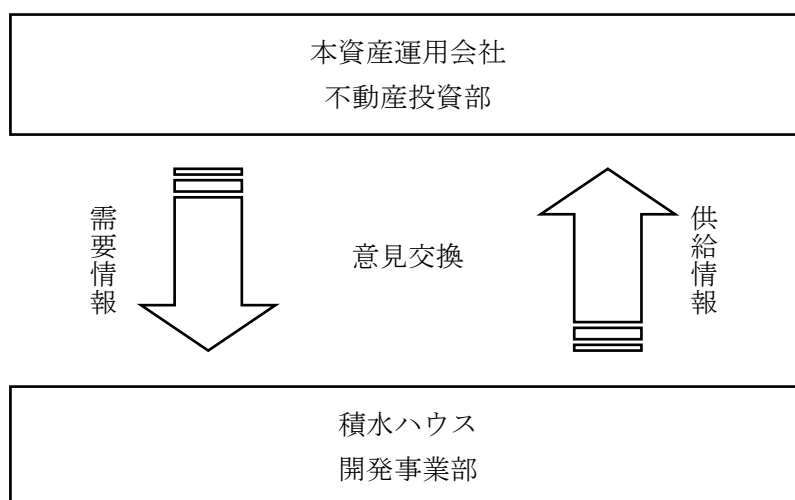 本資産運用会社
不動産投資部
需要情報
意見交換
供給情報
積水ハウス
開発事業部